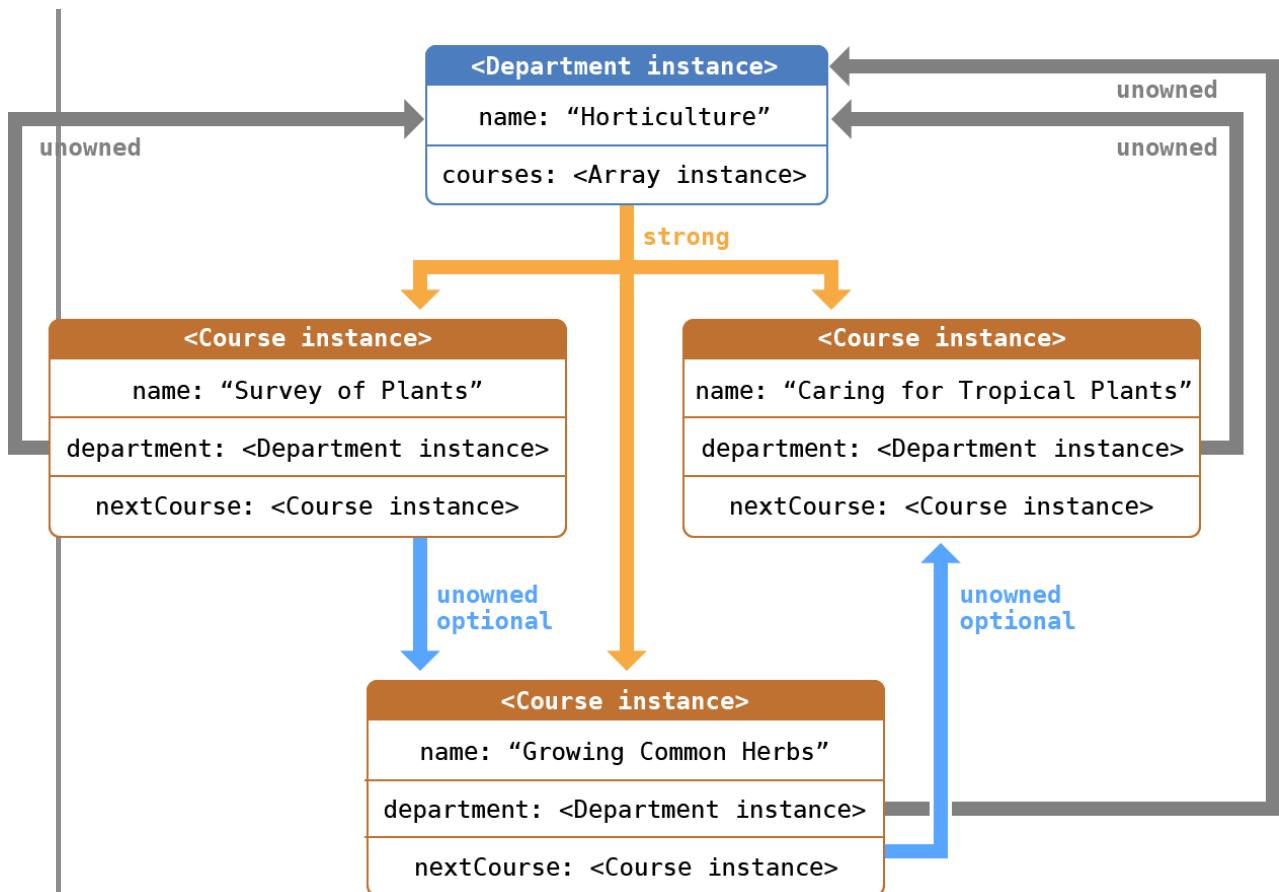 <Department instance>
unowned
name: “Horticulture”
unowned
unowned
courses: <Array instance>
strong
<Course instance>
<Course instance>
name: “Survey of Plants”
name: “Caring for Tropical Plants”
department: <Department instance>
department: <Department instance>
nextCourse: <Course instance>
nextCourse: <Course instance>
unowned
optional
unowned
optional
<Course instance>
name: “Growing Common Herbs”
department: <Department instance>
nextCourse: <Course instance>